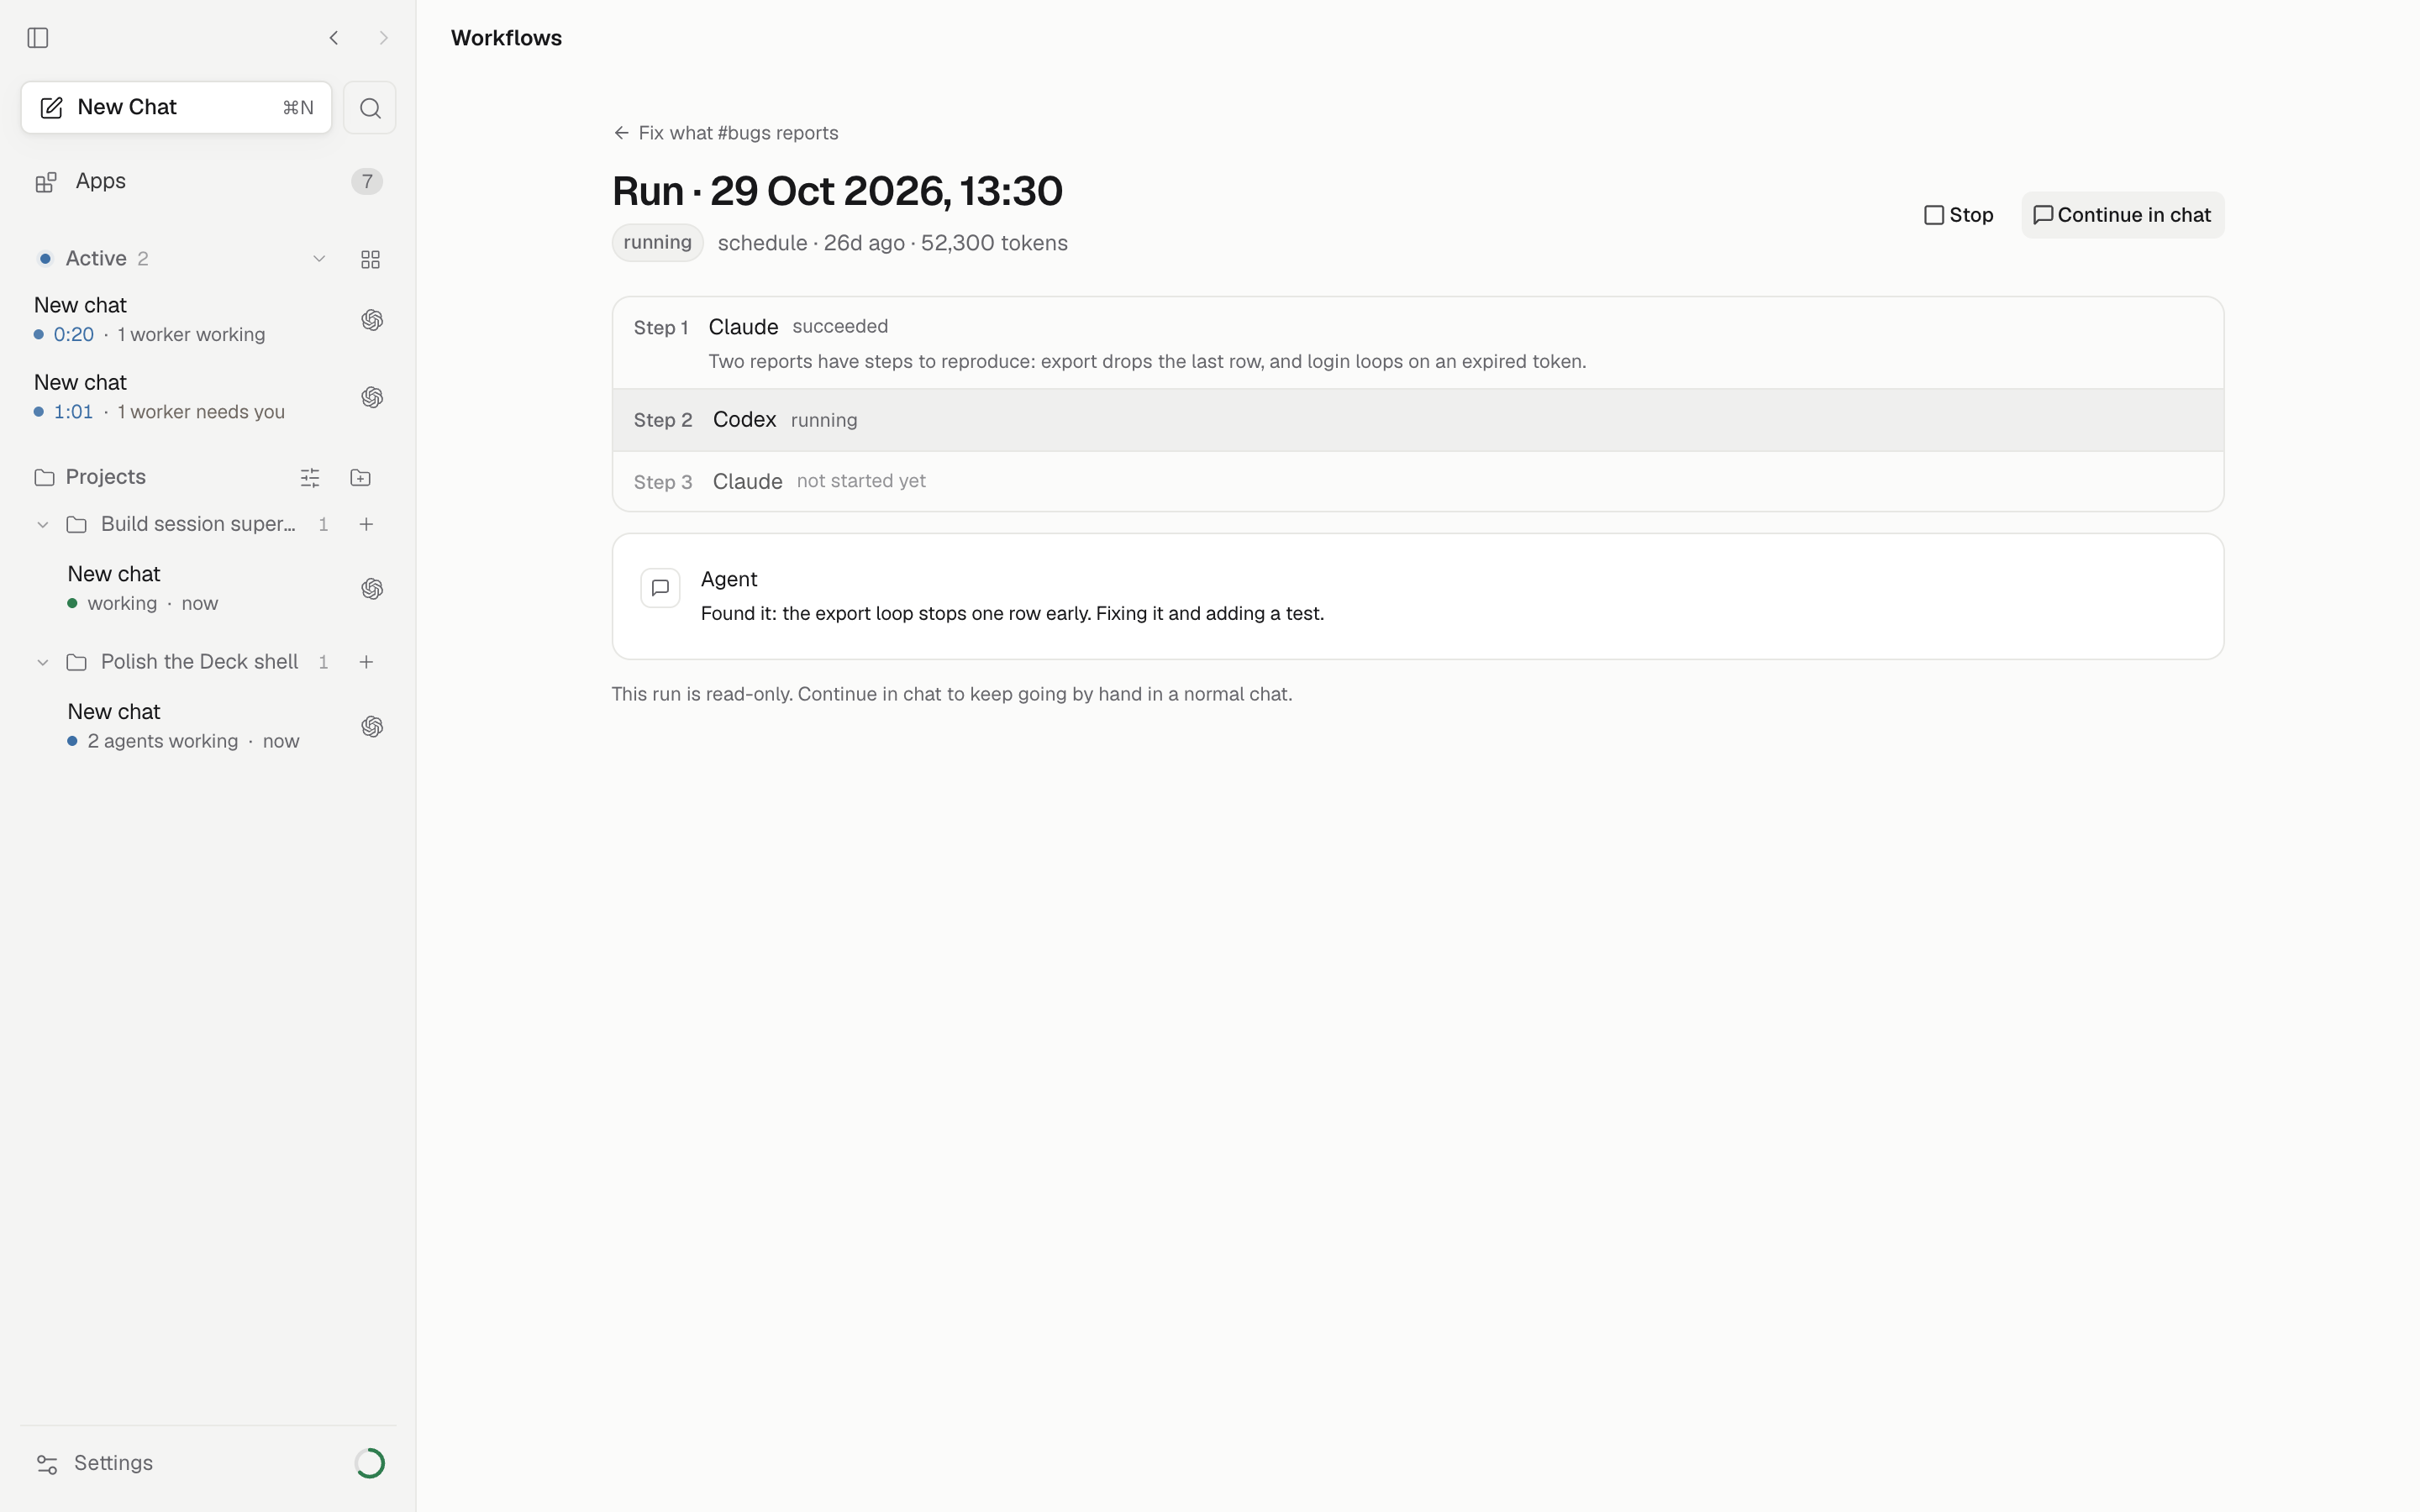 Workflows
New Chat ⌘N
Apps 7
Active 2
New chat
0:20 · 1 worker working
New chat
1:01 · 1 worker needs you
Projects
Build session super... 1
New chat
working · now
Polish the Deck shell 1
New chat
2 agents working · now
Settings
← Fix what #bugs reports
Run · 29 Oct 2026, 13:30
running schedule · 26d ago · 52,300 tokens
Stop Continue in chat
Step 1 Claude succeeded
Two reports have steps to reproduce: export drops the last row, and login loops on an expired token.
Step 2 Codex running
Step 3 Claude not started yet
Agent
Found it: the export loop stops one row early. Fixing it and adding a test.
This run is read-only. Continue in chat to keep going by hand in a normal chat.